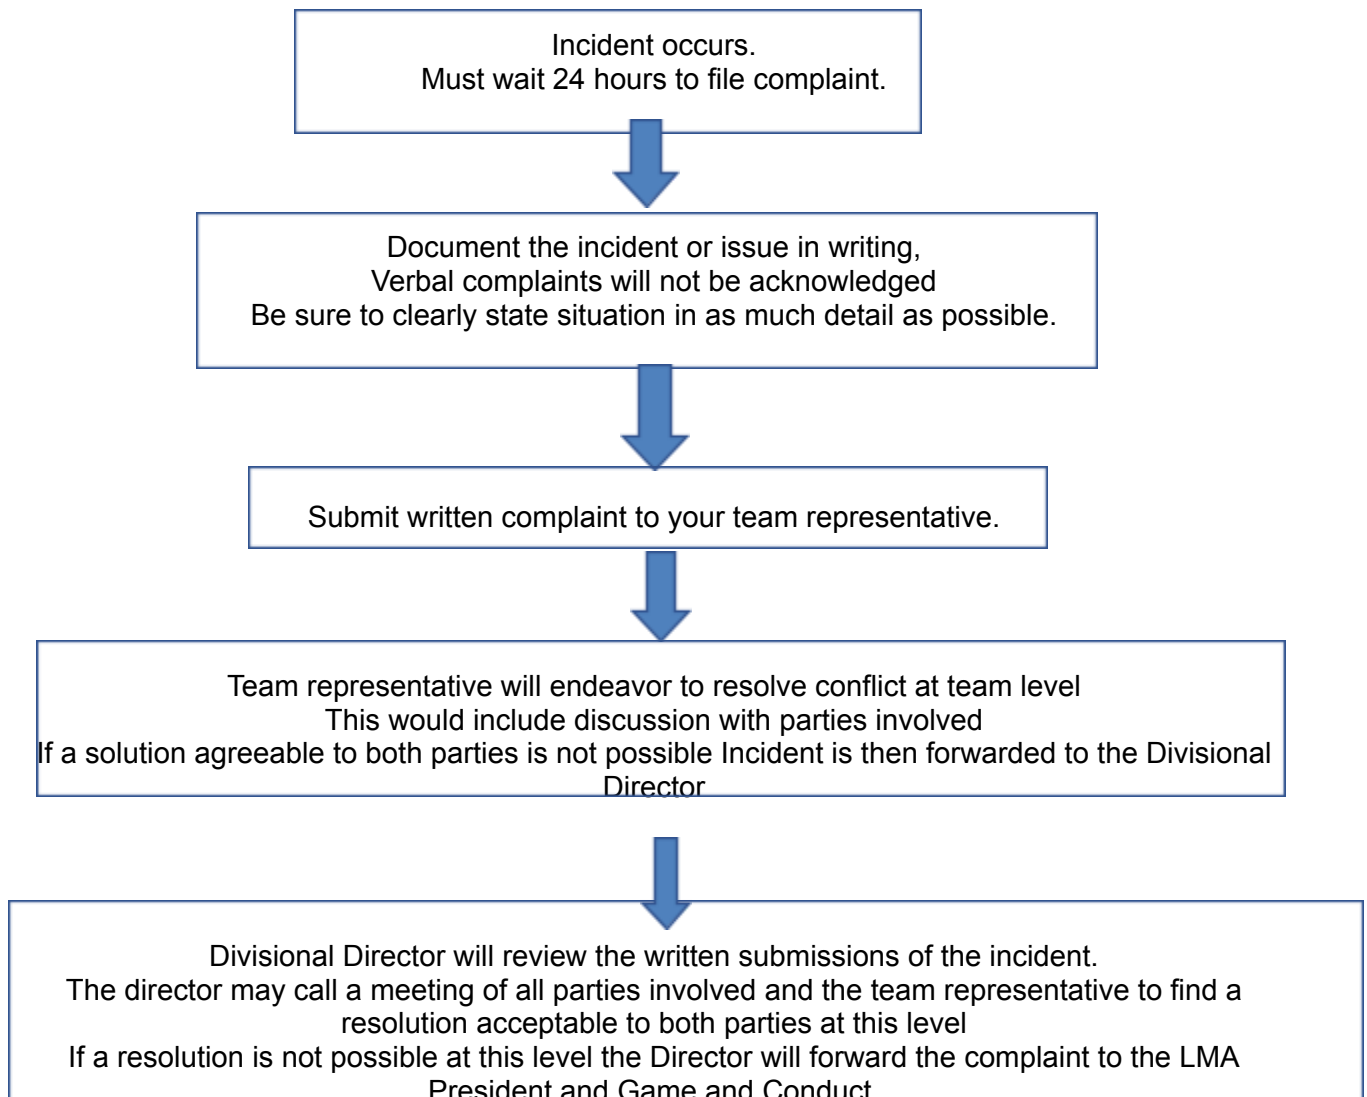 Incident occurs.
Must wait 24 hours to file complaint.
Document the incident or issue in writing,
Verbal complaints will not be acknowledged
Be sure to clearly state situation in as much detail as possible.
Submit written complaint to your team representative.
Team representative will endeavor to resolve conflict at team level
This would include discussion with parties involved
If a solution agreeable to both parties is not possible Incident is then forwarded to the Divisional
Director
Divisional Director will review the written submissions of the incident.
The director may call a meeting of all parties involved and the team representative to find a
resolution acceptable to both parties at this level
If a resolution is not possible at this level the Director will forward the complaint to the LMA
President and Game and Conduct